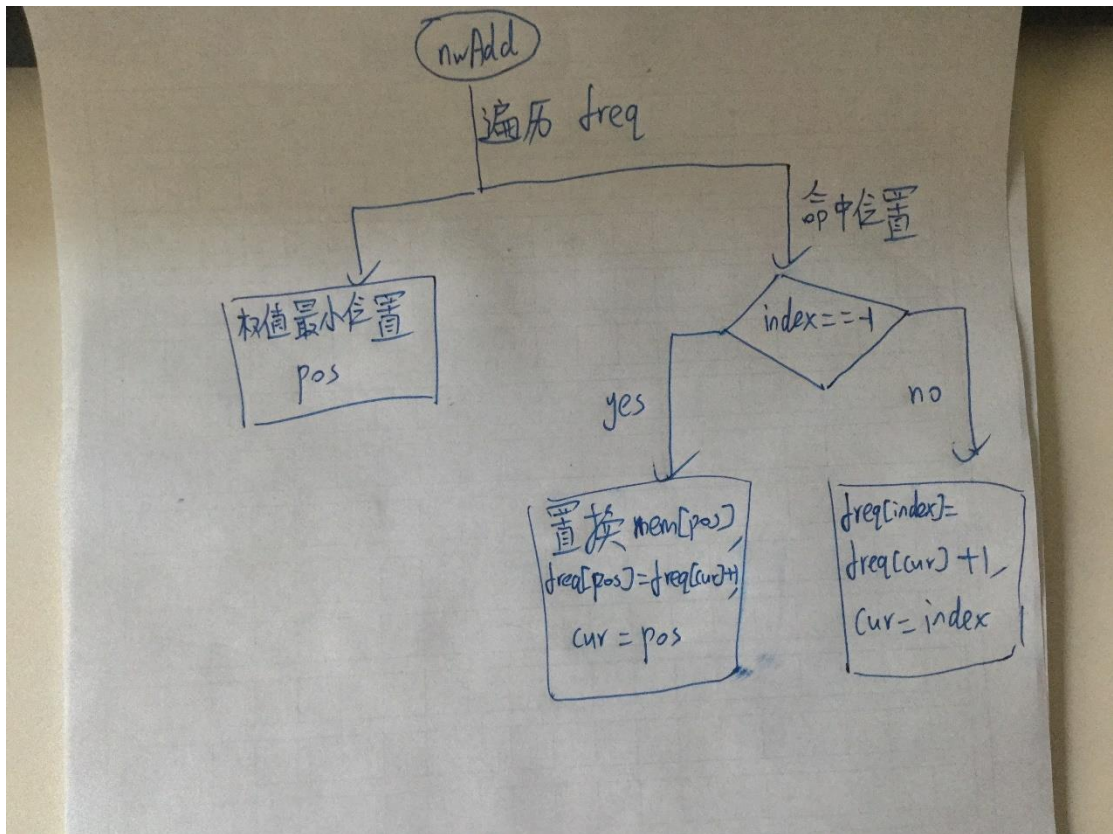 nwAdd
遍历 freq
命中位置
权值最小位置
pos
index==-1
yes
no
置换 mem[pos],
freq[pos]=freq[cur]+1,
cur=pos
freq[index]=
freq[cur]+1,
cur=index